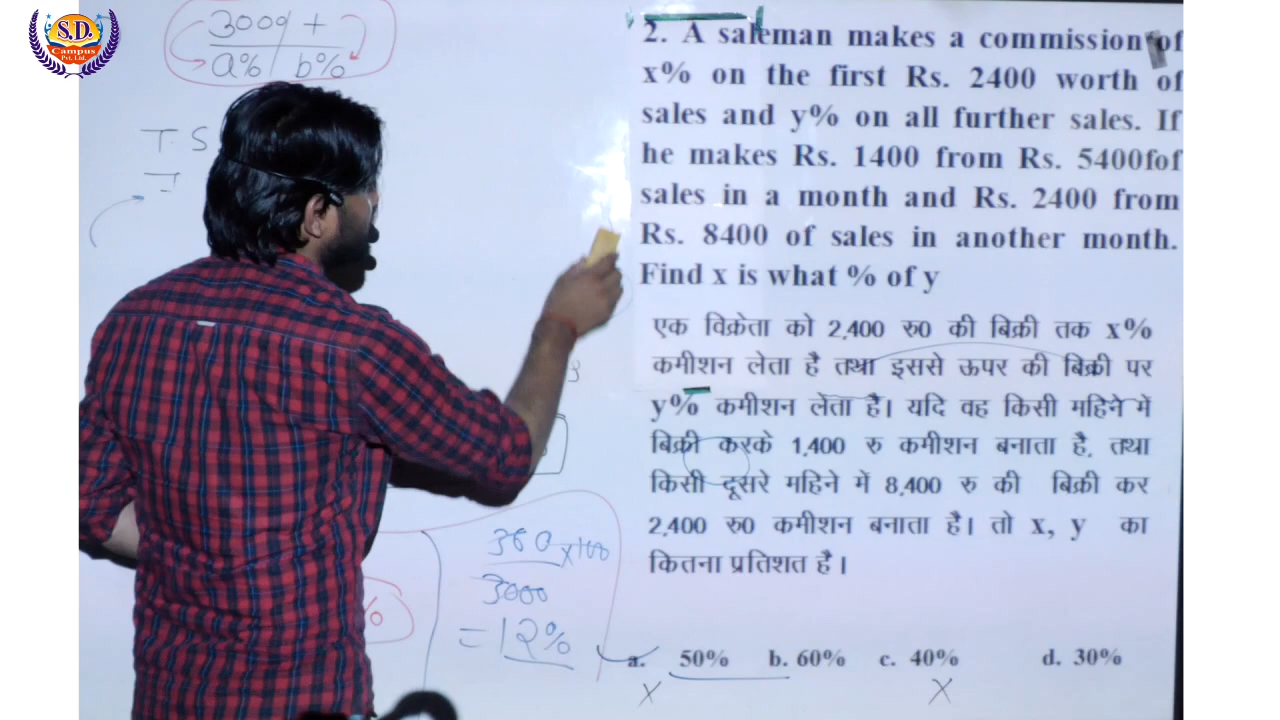 S.D.
Campus
Pvt. Ltd.
300q +
a% b%
T. S
2. A saleman makes a commission of
x% on the first Rs. 2400 worth of
sales and y% on all further sales. If
he makes Rs. 1400 from Rs. 5400fof
sales in a month and Rs. 2400 from
Rs. 8400 of sales in another month.
Find x is what % of y
एक विक्रेता को 2,400 रु0 की बिक्री तक x%
कमीशन लेता है तथा इससे ऊपर की बिक्री पर
y% कमीशन लेता है। यदि वह किसी महिने में
बिक्री करके 1,400 रु कमीशन बनाता है, तथा
किसी दूसरे महिने में 8,400 रु की बिक्री कर
2,400 रु0 कमीशन बनाता है। तो x, y का
कितना प्रतिशत है।
360 x100
3000
= 12%
%
a. 50% b. 60% c. 40% d. 30%
x x